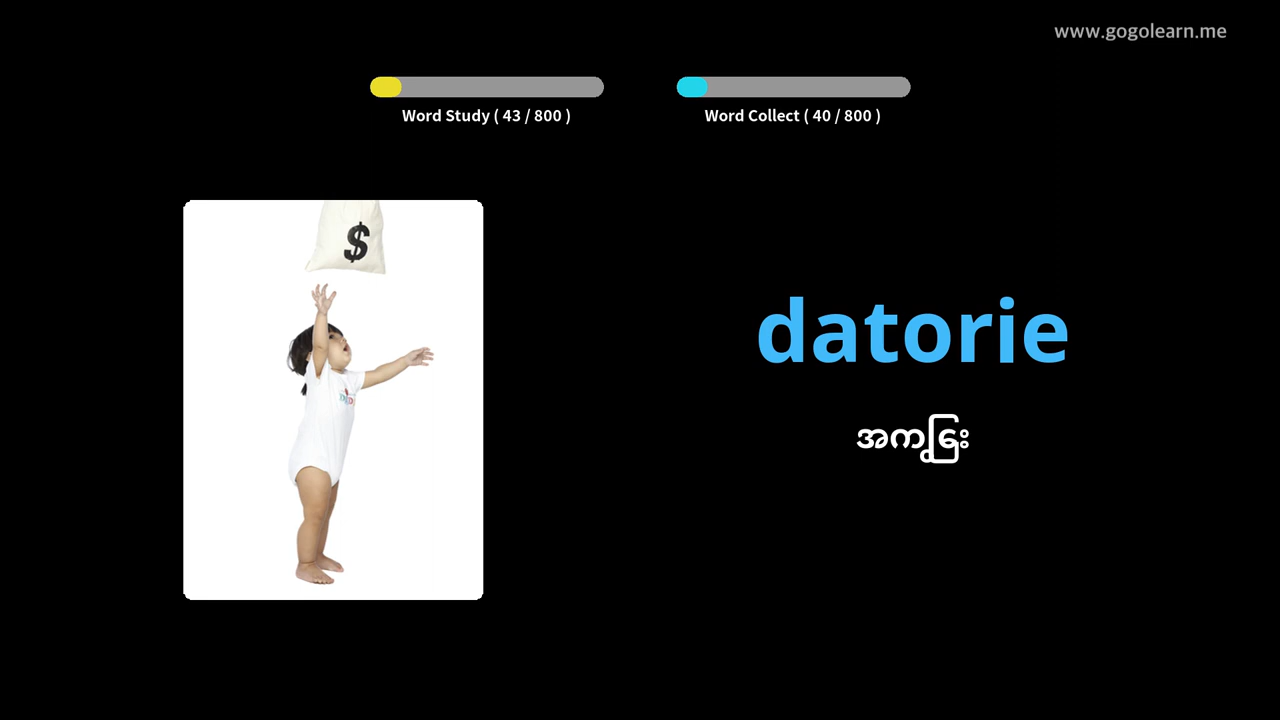 www.gogolearn.me
Word Study ( 43 / 800 )
Word Collect ( 40 / 800 )
$
datorie
အကြွေး